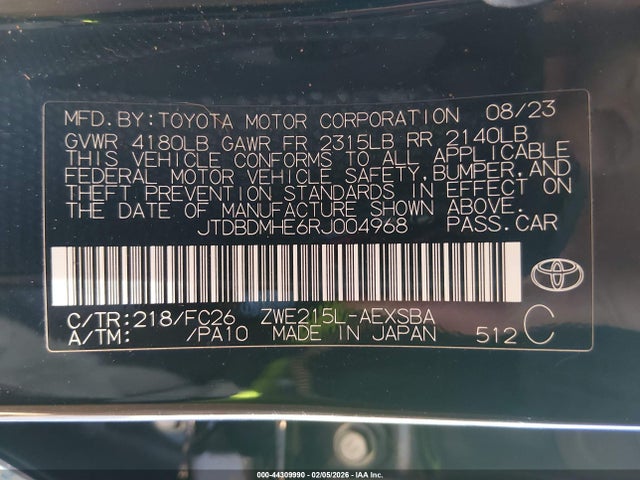 MFD.BY:TOYOTA MOTOR CORPORATION 08/23
GVWR 4180LB GAWR FR 2315LB RR 2140LB
THIS VEHICLE CONFORMS TO ALL APPLICABLE
FEDERAL MOTOR VEHICLE SAFETY,BUMPER,AND
THEFT PREVENTION STANDARDS IN EFFECT ON
THE DATE OF MANUFACTURE SHOWN ABOVE.
JTDBDMHE6RJ004968 PASS.CAR
C/TR:218/FC26 ZWE215L-AEXSBA
A/TM: /PA10 MADE IN JAPAN 512 C
000-44309990 - 02/05/2026 - IAA Inc.